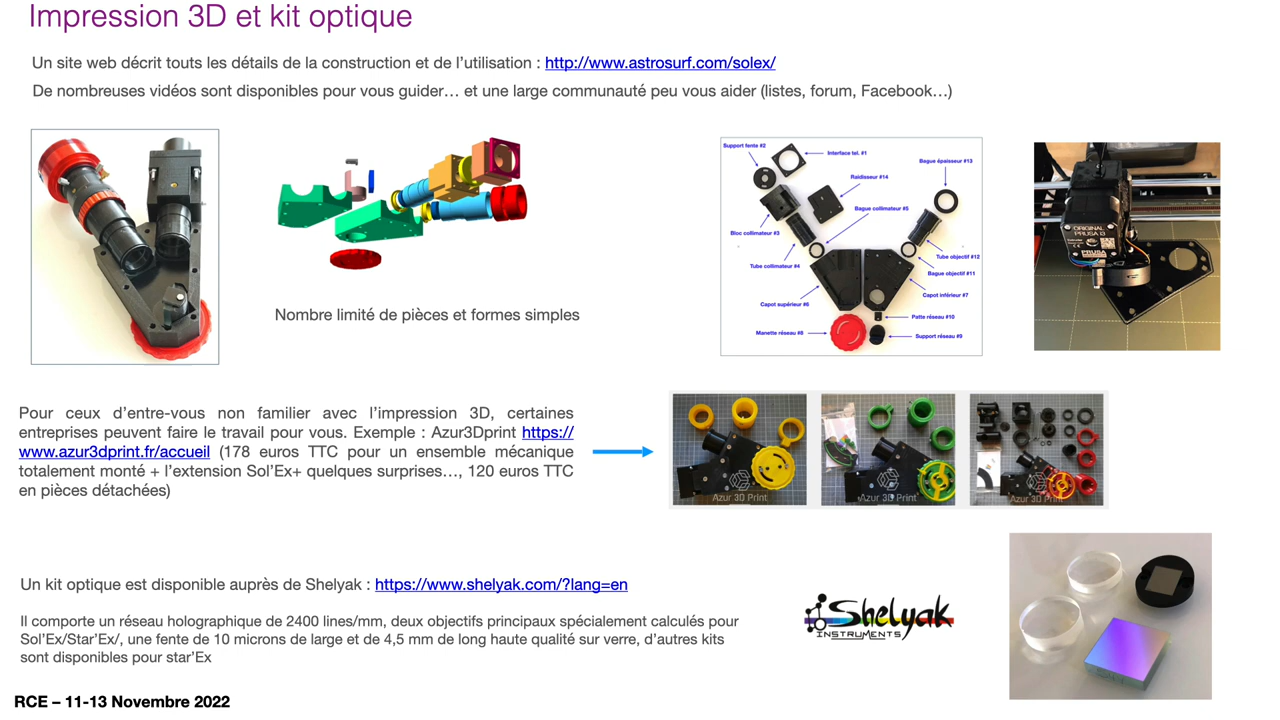 Impression 3D et kit optique
Un site web décrit touts les détails de la construction et de l’utilisation : http://www.astrosurf.com/solex/
De nombreuses vidéos sont disponibles pour vous guider… et une large communauté peu vous aider (listes, forum, Facebook…)
Support fente #2
Interface tel. #1
Bague épaisseur #13
Raidisseur #14
Bague collimateur #5
Bloc collimateur #3
Tube objectif #12
Tube collimateur #4
Bague objectif #11
Capot inférieur #7
Capot supérieur #6
Patte réseau #10
Manette réseau #8
Support réseau #9
ORIGINAL
PRUSA i3
PRUSA
Nombre limité de pièces et formes simples
Pour ceux d’entre-vous non familier avec l’impression 3D, certaines
entreprises peuvent faire le travail pour vous. Exemple : Azur3Dprint https://
www.azur3dprint.fr/accueil (178 euros TTC pour un ensemble mécanique
totalement monté + l’extension Sol’Ex+ quelques surprises…, 120 euros TTC
en pièces détachées)
Azur 3D Print
Azur 3D Print
Azur 3D Print
Un kit optique est disponible auprès de Shelyak : https://www.shelyak.com/?lang=en
Il comporte un réseau holographique de 2400 lines/mm, deux objectifs principaux spécialement calculés pour
Sol’Ex/Star’Ex/, une fente de 10 microns de large et de 4,5 mm de long haute qualité sur verre, d’autres kits
sont disponibles pour star’Ex
Shelyak
INSTRUMENTS
RCE – 11-13 Novembre 2022